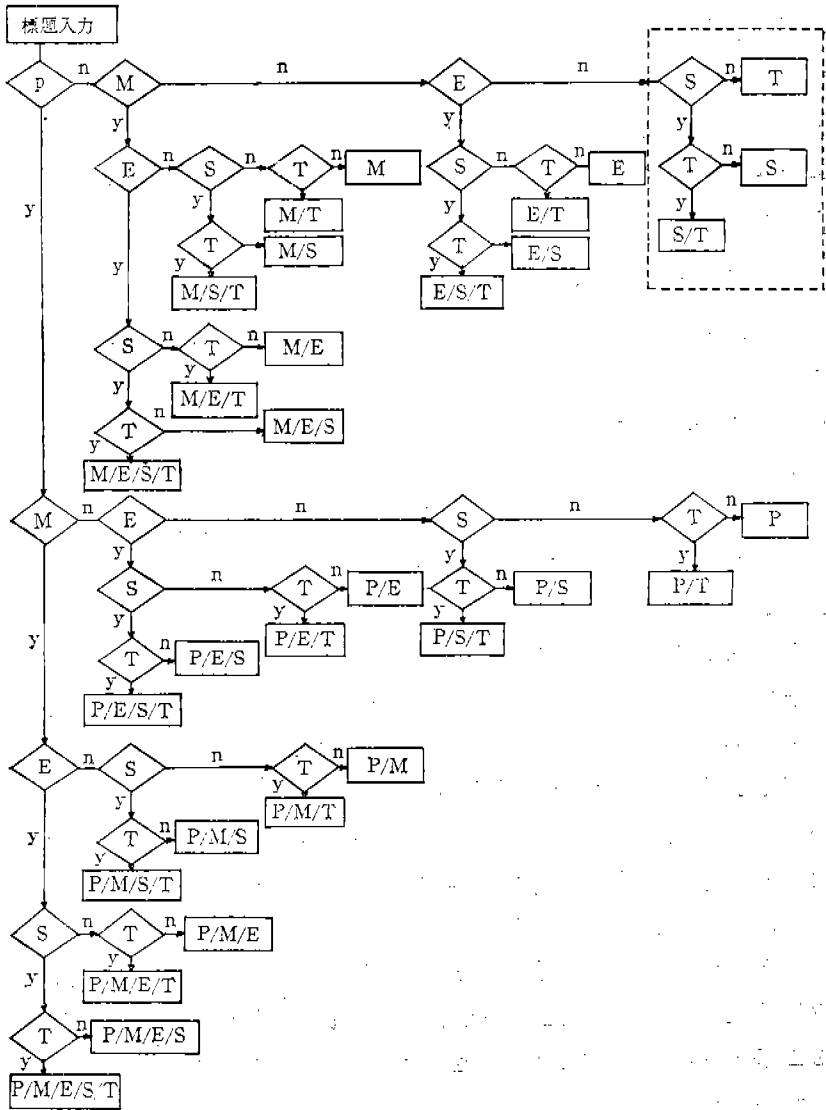 標題入力
p n M n E n S n T
y y y y
E n S n T n M S n T n E T n S
y M/T y E/T y
y y T M/S y T E/S S/T
y M/S/T y E/S/T
S n T n M/E
y y M/E/T
T n M/E/S
y M/E/S/T
M n E n S n T n P
y y y
S n T n P/E T n P/S P/T
y y P/E/T y P/S/T
y T n P/E/S
y P/E/S/T
E n S n T n P/M
y y P/M/T
y T n P/M/S
y P/M/S/T
S n T n P/M/E
y y P/M/E/T
T n P/M/E/S
y P/M/E/S/T